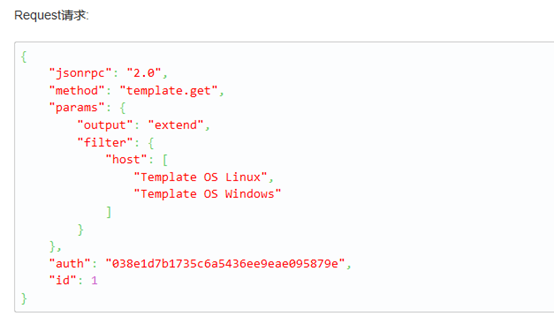 Request请求:
{
    "jsonrpc": "2.0",
    "method": "template.get",
    "params": {
        "output": "extend",
        "filter": {
            "host": [
                "Template OS Linux",
                "Template OS Windows"
            ]
        }
    },
    "auth": "038e1d7b1735c6a5436ee9eae095879e",
    "id": 1
}